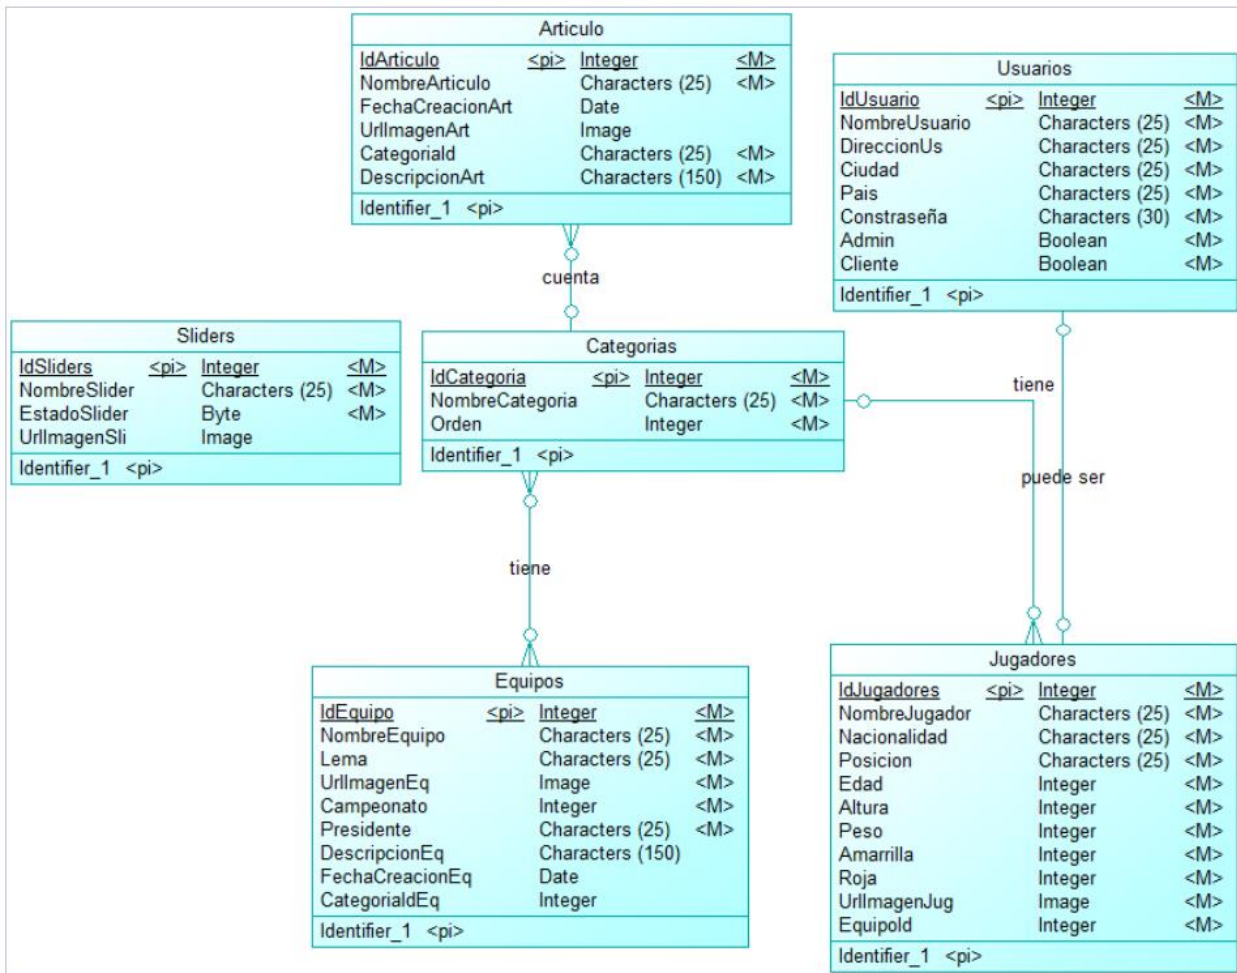 Articulo
IdArticulo <pi> Integer <M>
NombreArticulo Characters (25) <M>
FechaCreacionArt Date
UrlImagenArt Image
CategoriaId Characters (25) <M>
DescripcionArt Characters (150) <M>
Identifier_1 <pi>
Usuarios
IdUsuario <pi> Integer <M>
NombreUsuario Characters (25) <M>
DireccionUs Characters (25) <M>
Ciudad Characters (25) <M>
Pais Characters (25) <M>
Constraseña Characters (30) <M>
Admin Boolean <M>
Cliente Boolean <M>
Identifier_1 <pi>
cuenta
Sliders
IdSliders <pi> Integer <M>
NombreSlider Characters (25) <M>
EstadoSlider Byte <M>
UrlImagenSli Image
Identifier_1 <pi>
Categorias
IdCategoria <pi> Integer <M>
NombreCategoria Characters (25) <M>
Orden Integer <M>
Identifier_1 <pi>
tiene
puede ser
tiene
Equipos
IdEquipo <pi> Integer <M>
NombreEquipo Characters (25) <M>
Lema Characters (25) <M>
UrlImagenEq Image <M>
Campeonato Integer <M>
Presidente Characters (25) <M>
DescripcionEq Characters (150)
FechaCreacionEq Date
CategoriaIdEq Integer
Identifier_1 <pi>
Jugadores
IdJugadores <pi> Integer <M>
NombreJugador Characters (25) <M>
Nacionalidad Characters (25) <M>
Posicion Characters (25) <M>
Edad Integer <M>
Altura Integer <M>
Peso Integer <M>
Amarrilla Integer <M>
Roja Integer <M>
UrlImagenJug Image <M>
EquipoId Integer <M>
Identifier_1 <pi>